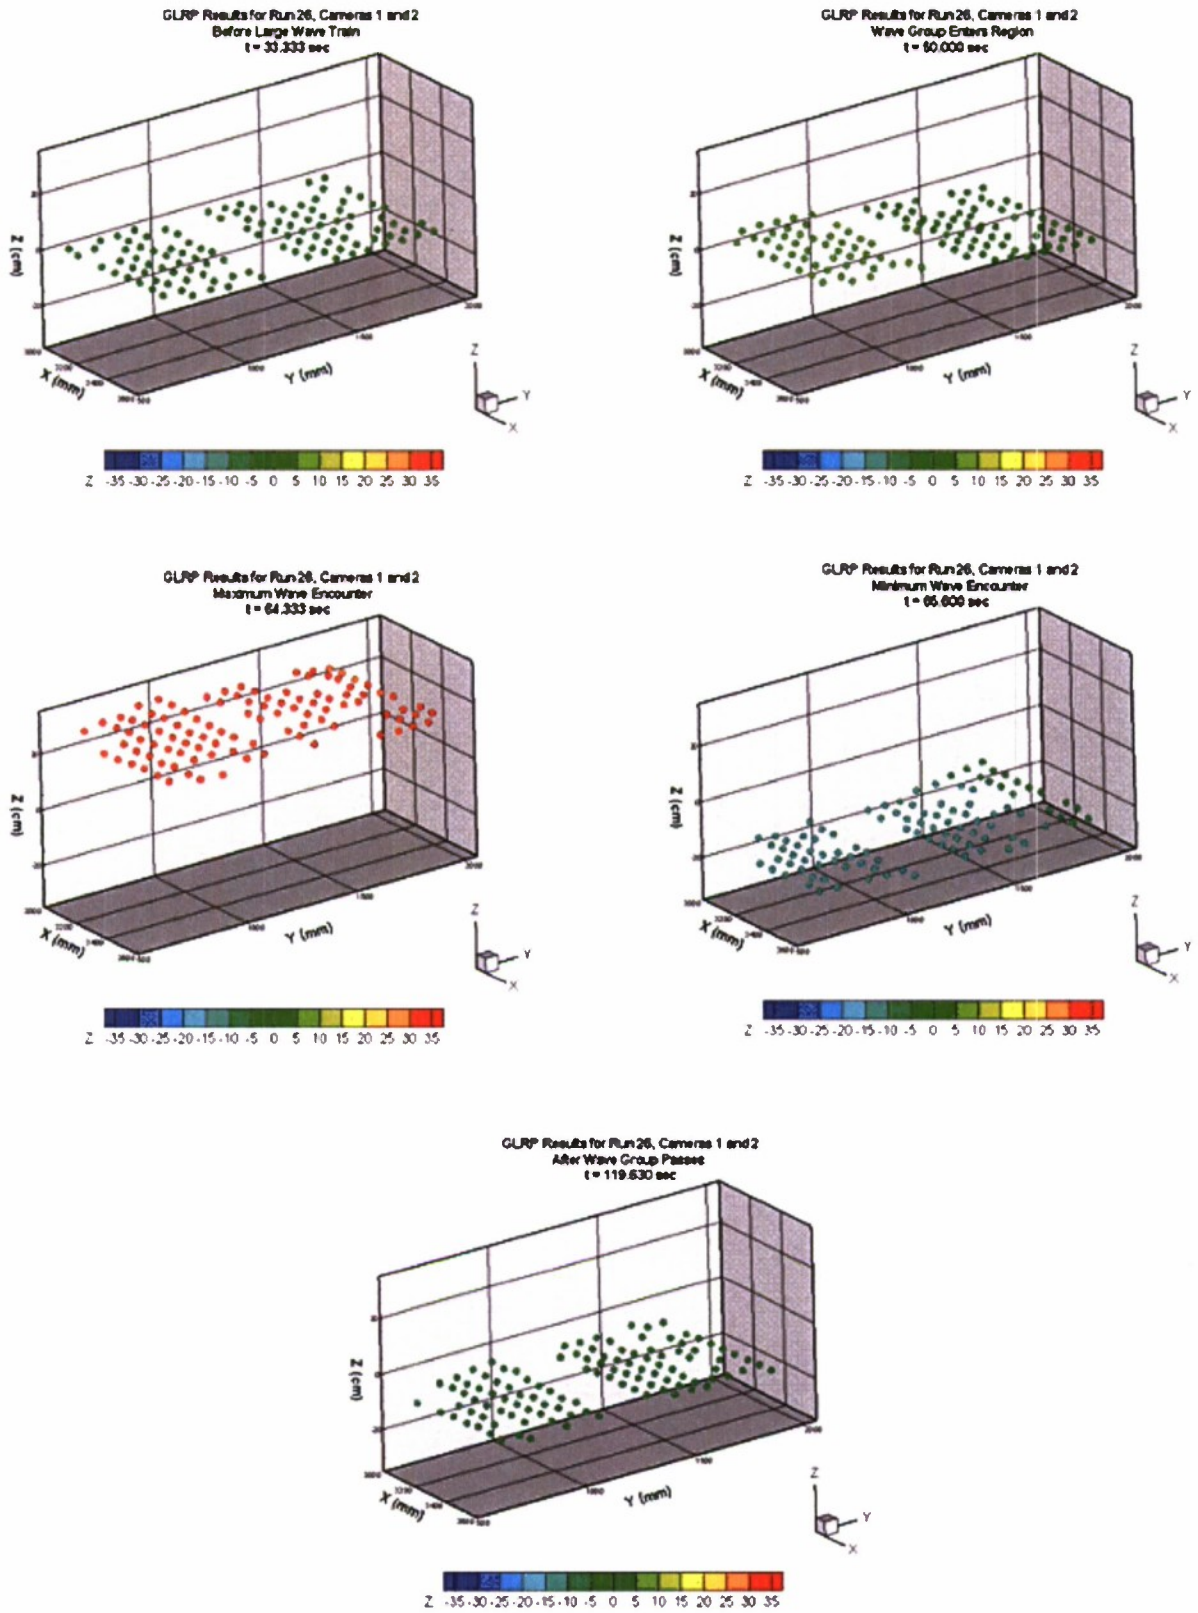 GLRP Results for Run 26, Cameras 1 and 2
Before Large Wave Train
t = 33.333 sec
Z (cm)
X (mm)
Y (mm)
Z
Y
X
Z -35 -30 -25 -20 -15 -10 -5 0 5 10 15 20 25 30 35
GLRP Results for Run 26, Cameras 1 and 2
Wave Group Enters Region
t = 50.000 sec
Z (cm)
X (mm)
Y (mm)
Z
Y
X
Z -35 -30 -25 -20 -15 -10 -5 0 5 10 15 20 25 30 35
GLRP Results for Run 26, Cameras 1 and 2
Maximum Wave Encounter
t = 64.333 sec
Z (cm)
X (mm)
Y (mm)
Z
Y
X
Z -35 -30 -25 -20 -15 -10 -5 0 5 10 15 20 25 30 35
GLRP Results for Run 26, Cameras 1 and 2
Minimum Wave Encounter
t = 65.600 sec
Z (cm)
X (mm)
Y (mm)
Z
Y
X
Z -35 -30 -25 -20 -15 -10 -5 0 5 10 15 20 25 30 35
GLRP Results for Run 26, Cameras 1 and 2
After Wave Group Passes
t = 119.630 sec
Z (cm)
X (mm)
Y (mm)
Z
Y
X
Z -35 -30 -25 -20 -15 -10 -5 0 5 10 15 20 25 30 35